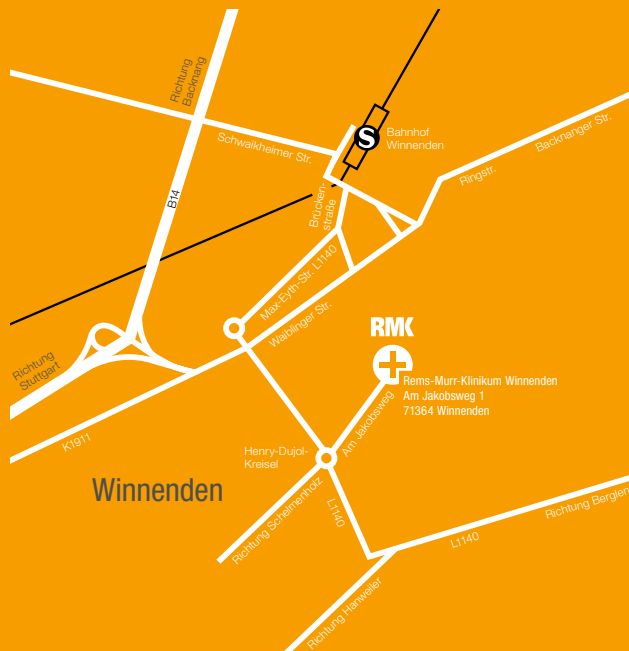 Richtung
Backnang
Schwalkheimer Str.
S
Bahnhof
Winnenden
Backnanger Str.
Ringstr.
B14
Brücken-
straße
Max-Eyth-Str. L1140
Waiblinger Str.
RMK
Richtung
Stuttgart
Rems-Murr-Klinikum Winnenden
Am Jakobsweg 1
71364 Winnenden
Am Jakobsweg
K1911
Henry-Dujol-
Kreisel
Winnenden
Richtung Schelmenholz
L1140
L1140
Richtung Berglen
Richtung Hanweiler